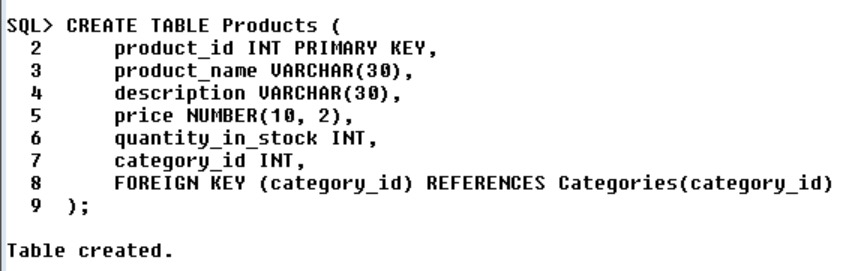 SQL> CREATE TABLE Products (
  2      product_id INT PRIMARY KEY,
  3      product_name VARCHAR(30),
  4      description VARCHAR(30),
  5      price NUMBER(10, 2),
  6      quantity_in_stock INT,
  7      category_id INT,
  8      FOREIGN KEY (category_id) REFERENCES Categories(category_id)
  9  );
Table created.